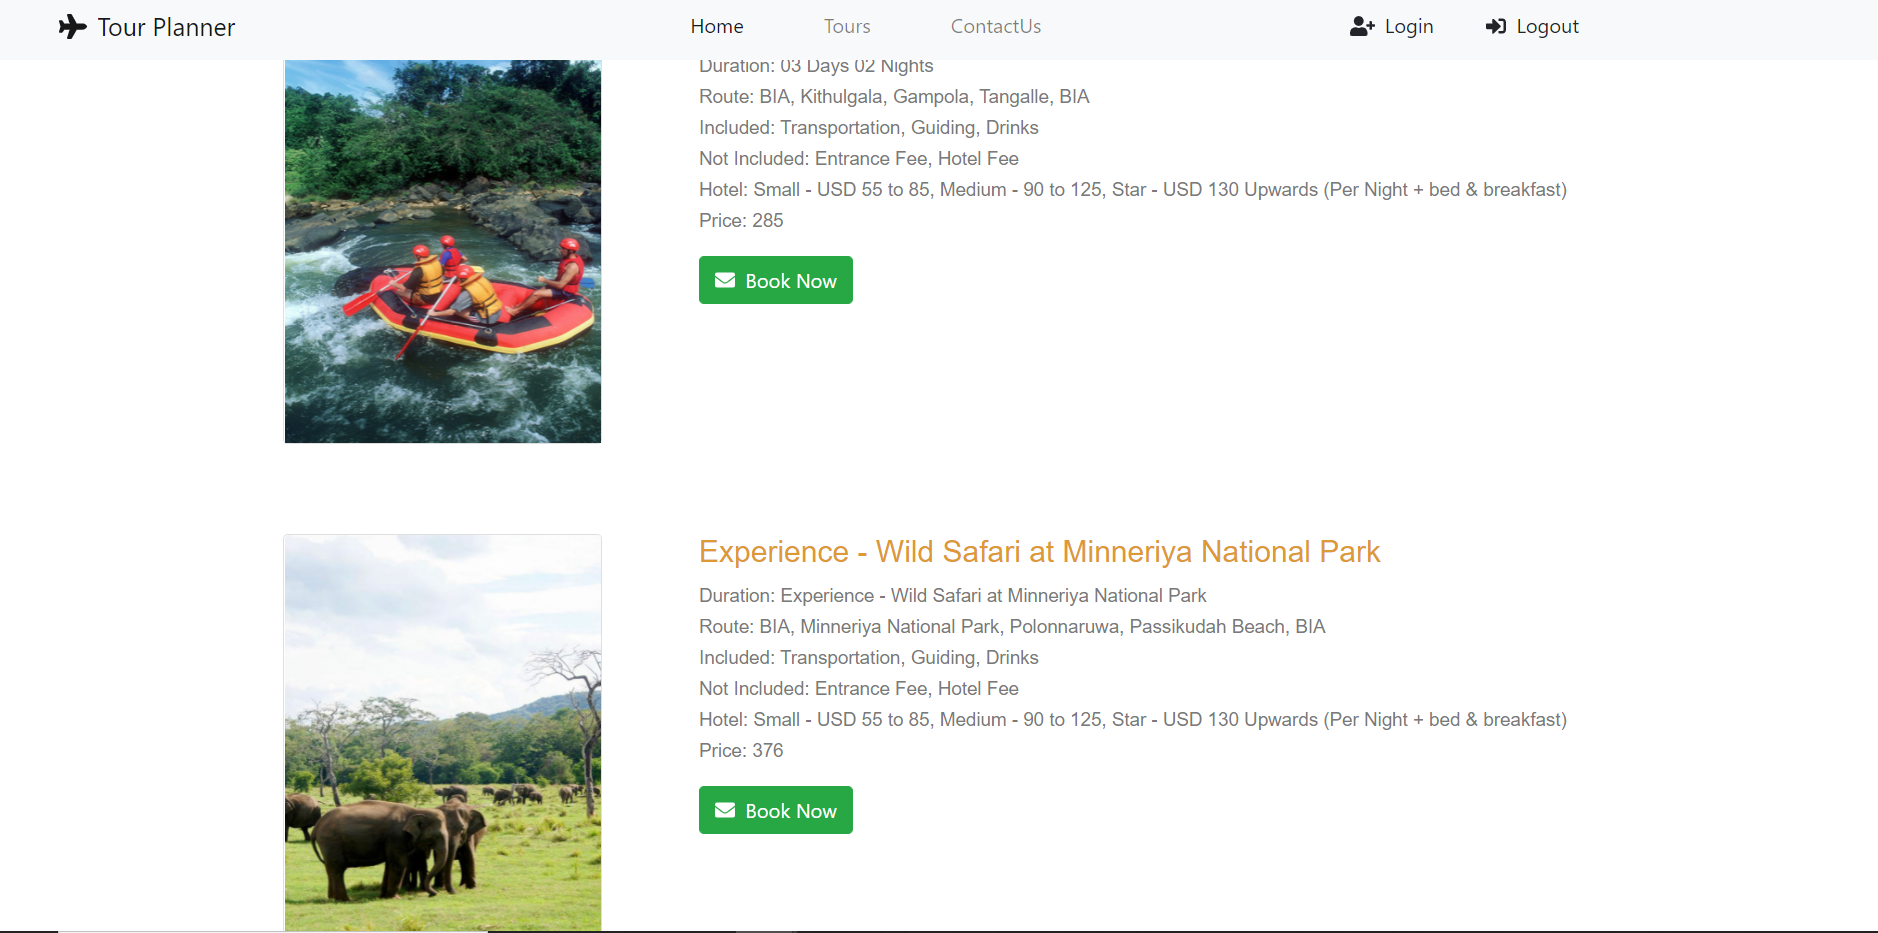 Tour Planner
Home
Tours
ContactUs
Login
Logout
Duration: 03 Days 02 Nights
Route: BIA, Kithulgala, Gampola, Tangalle, BIA
Included: Transportation, Guiding, Drinks
Not Included: Entrance Fee, Hotel Fee
Hotel: Small - USD 55 to 85, Medium - 90 to 125, Star - USD 130 Upwards (Per Night + bed & breakfast)
Price: 285
Book Now
Experience - Wild Safari at Minneriya National Park
Duration: Experience - Wild Safari at Minneriya National Park
Route: BIA, Minneriya National Park, Polonnaruwa, Passikudah Beach, BIA
Included: Transportation, Guiding, Drinks
Not Included: Entrance Fee, Hotel Fee
Hotel: Small - USD 55 to 85, Medium - 90 to 125, Star - USD 130 Upwards (Per Night + bed & breakfast)
Price: 376
Book Now